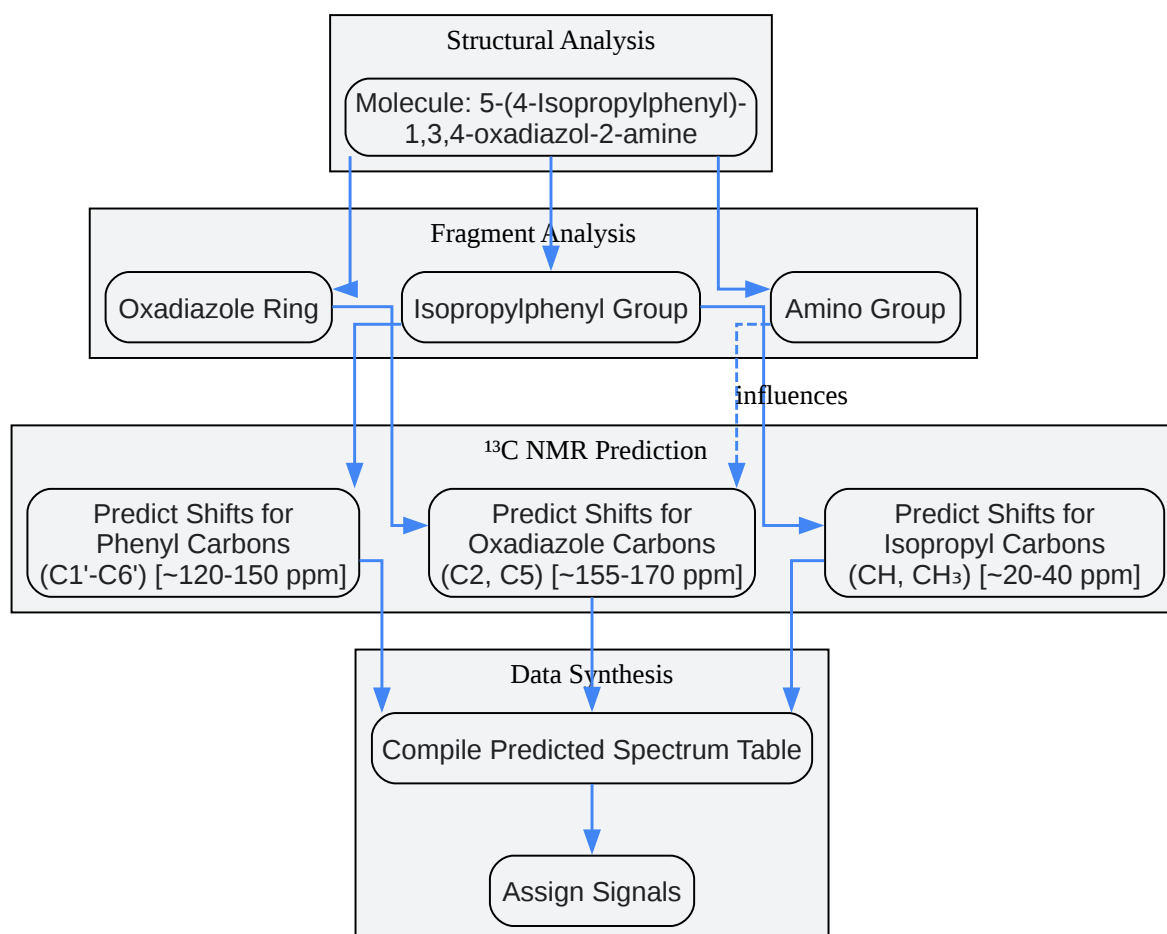 Structural Analysis
Molecule: 5-(4-Isopropylphenyl)-
1,3,4-oxadiazol-2-amine
Fragment Analysis
Oxadiazole Ring
Isopropylphenyl Group
Amino Group
influences
¹³C NMR Prediction
Predict Shifts for
Phenyl Carbons
(C1'-C6') [~120-150 ppm]
Predict Shifts for
Oxadiazole Carbons
(C2, C5) [~155-170 ppm]
Predict Shifts for
Isopropyl Carbons
(CH, CH₃) [~20-40 ppm]
Data Synthesis
Compile Predicted Spectrum Table
Assign Signals